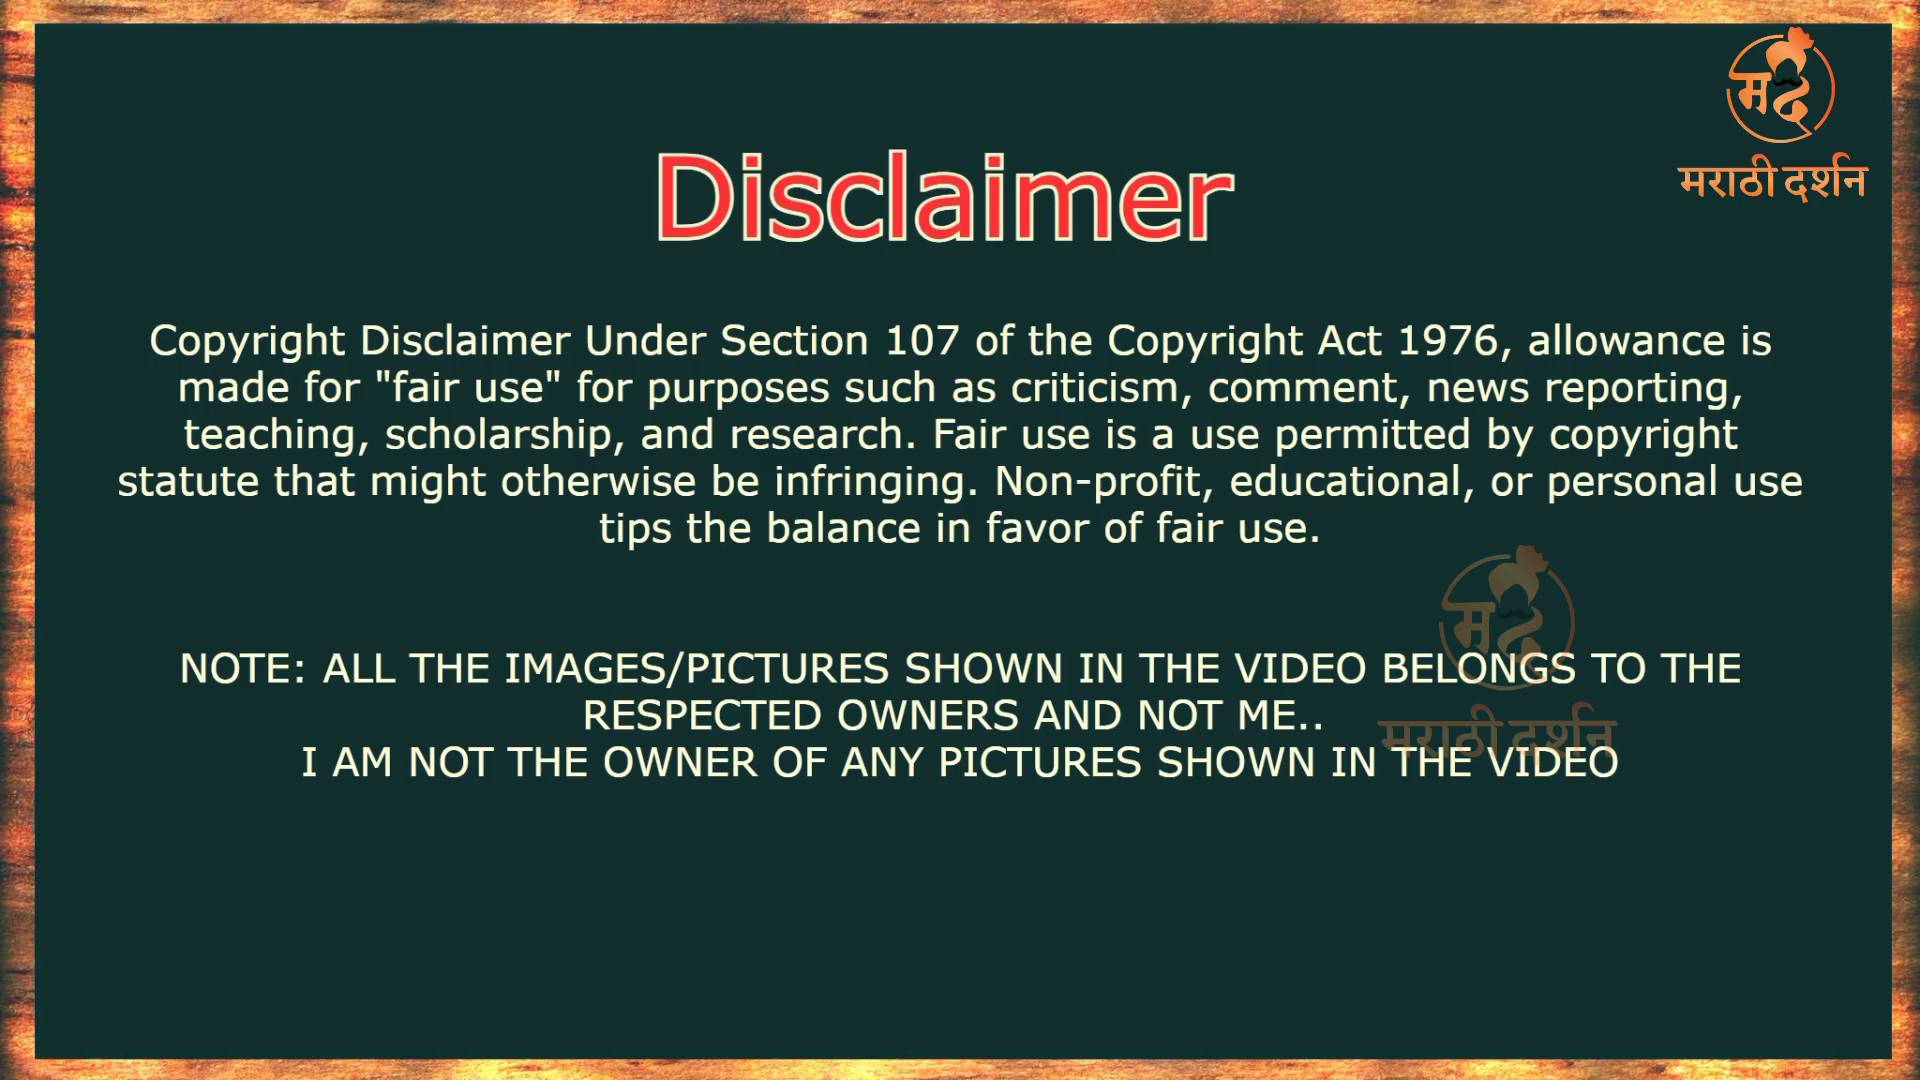 मद
मराठी दर्शन
Disclaimer
Copyright Disclaimer Under Section 107 of the Copyright Act 1976, allowance is
made for "fair use" for purposes such as criticism, comment, news reporting,
teaching, scholarship, and research. Fair use is a use permitted by copyright
statute that might otherwise be infringing. Non-profit, educational, or personal use
tips the balance in favor of fair use.
मद
NOTE: ALL THE IMAGES/PICTURES SHOWN IN THE VIDEO BELONGS TO THE
RESPECTED OWNERS AND NOT ME..
मराठी दर्शन
I AM NOT THE OWNER OF ANY PICTURES SHOWN IN THE VIDEO